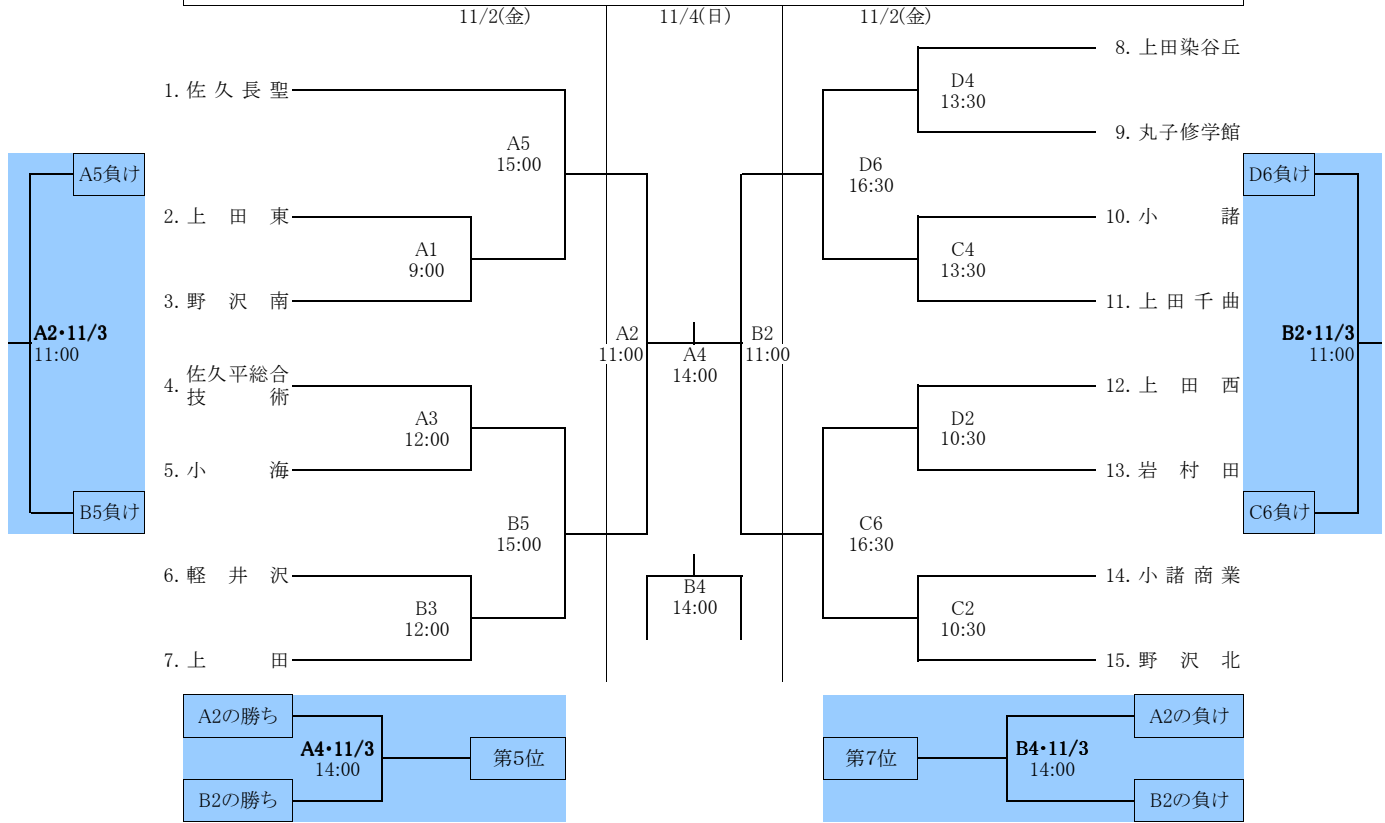 11/2(金)
11/4(日)
11/2(金)
1. 佐久長聖
2. 上田東
3. 野沢南
4. 佐久平総合
技術
5. 小海
6. 軽井沢
7. 上田
A5
15:00
A1
9:00
A3
12:00
B5
15:00
B3
12:00
A2
11:00
A4
14:00
B2
11:00
B4
14:00
8. 上田染谷丘
9. 丸子修学館
10. 小諸
11. 上田千曲
12. 上田西
13. 岩村田
14. 小諸商業
15. 野沢北
D4
13:30
D6
16:30
C4
13:30
D2
10:30
C6
16:30
C2
10:30
A5負け
A2・11/3
11:00
B5負け
D6負け
B2・11/3
11:00
C6負け
A2の勝ち
A4・11/3
14:00
第5位
B2の勝ち
A2の負け
第7位
B4・11/3
14:00
B2の負け